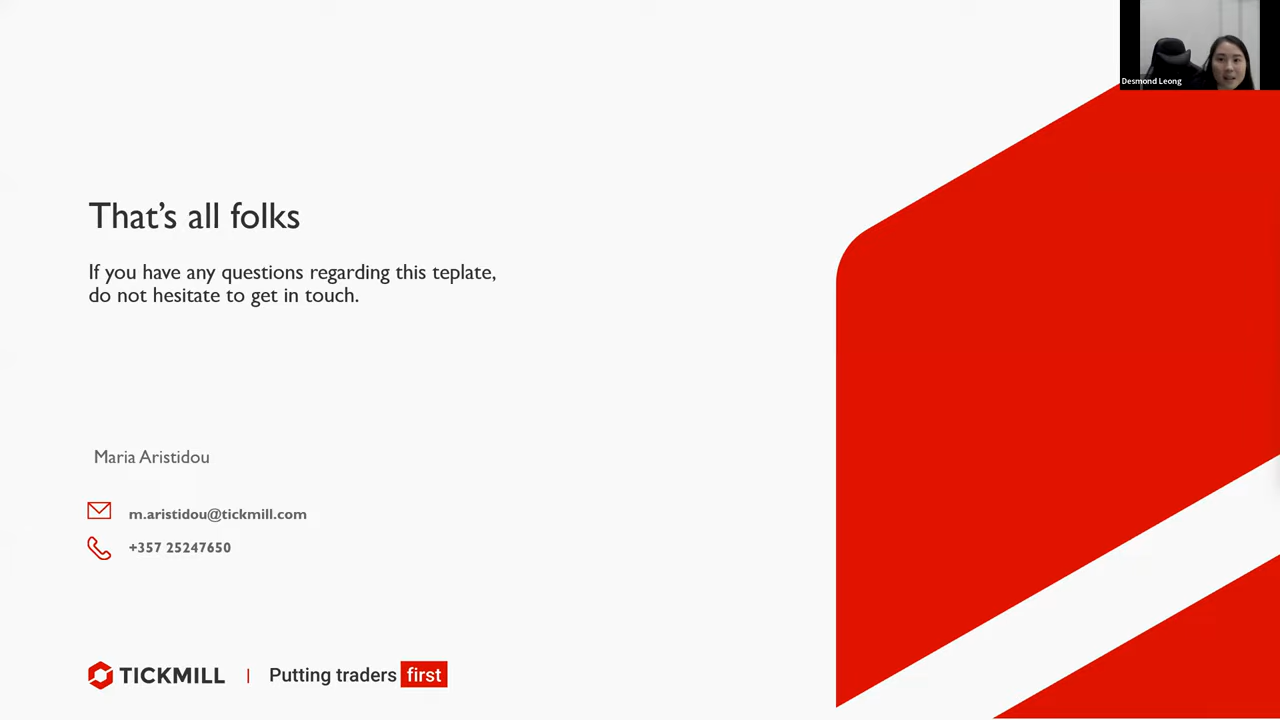 Desmond Leong
That's all folks
If you have any questions regarding this teplate,
do not hesitate to get in touch.
Maria Aristidou
m.aristidou@tickmill.com
+357 25247650
TICKMILL | Putting traders first